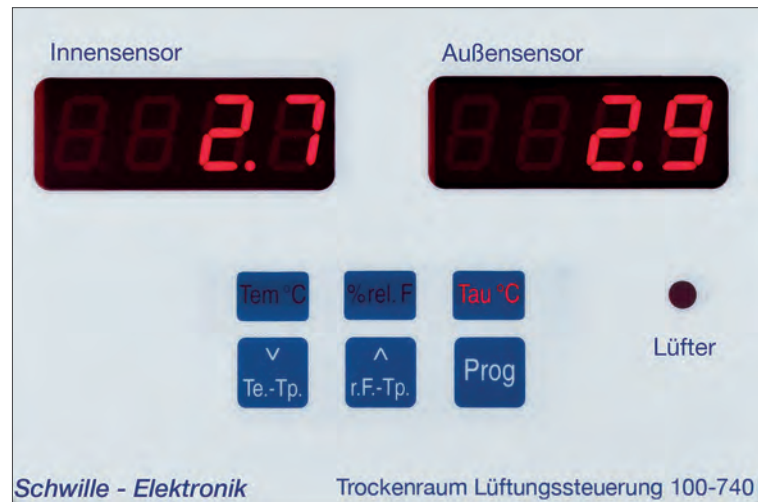 Innensensor
Außensensor
2.7
2.9
Tem °C
%rel. F
Tau °C
Lüfter
Te.-Tp.
r.F.-Tp.
Prog
Schwille - Elektronik
Trockenraum Lüftungssteuerung 100-740